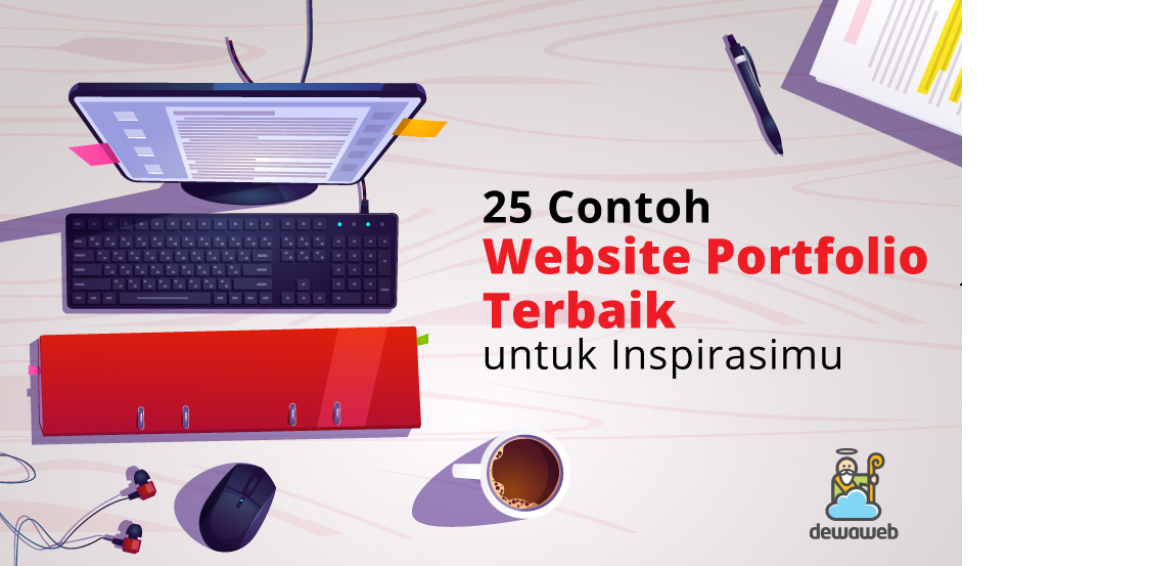 25 Contoh
Website Portfolio
Terbaik
untuk Inspirasimu
dewaweb